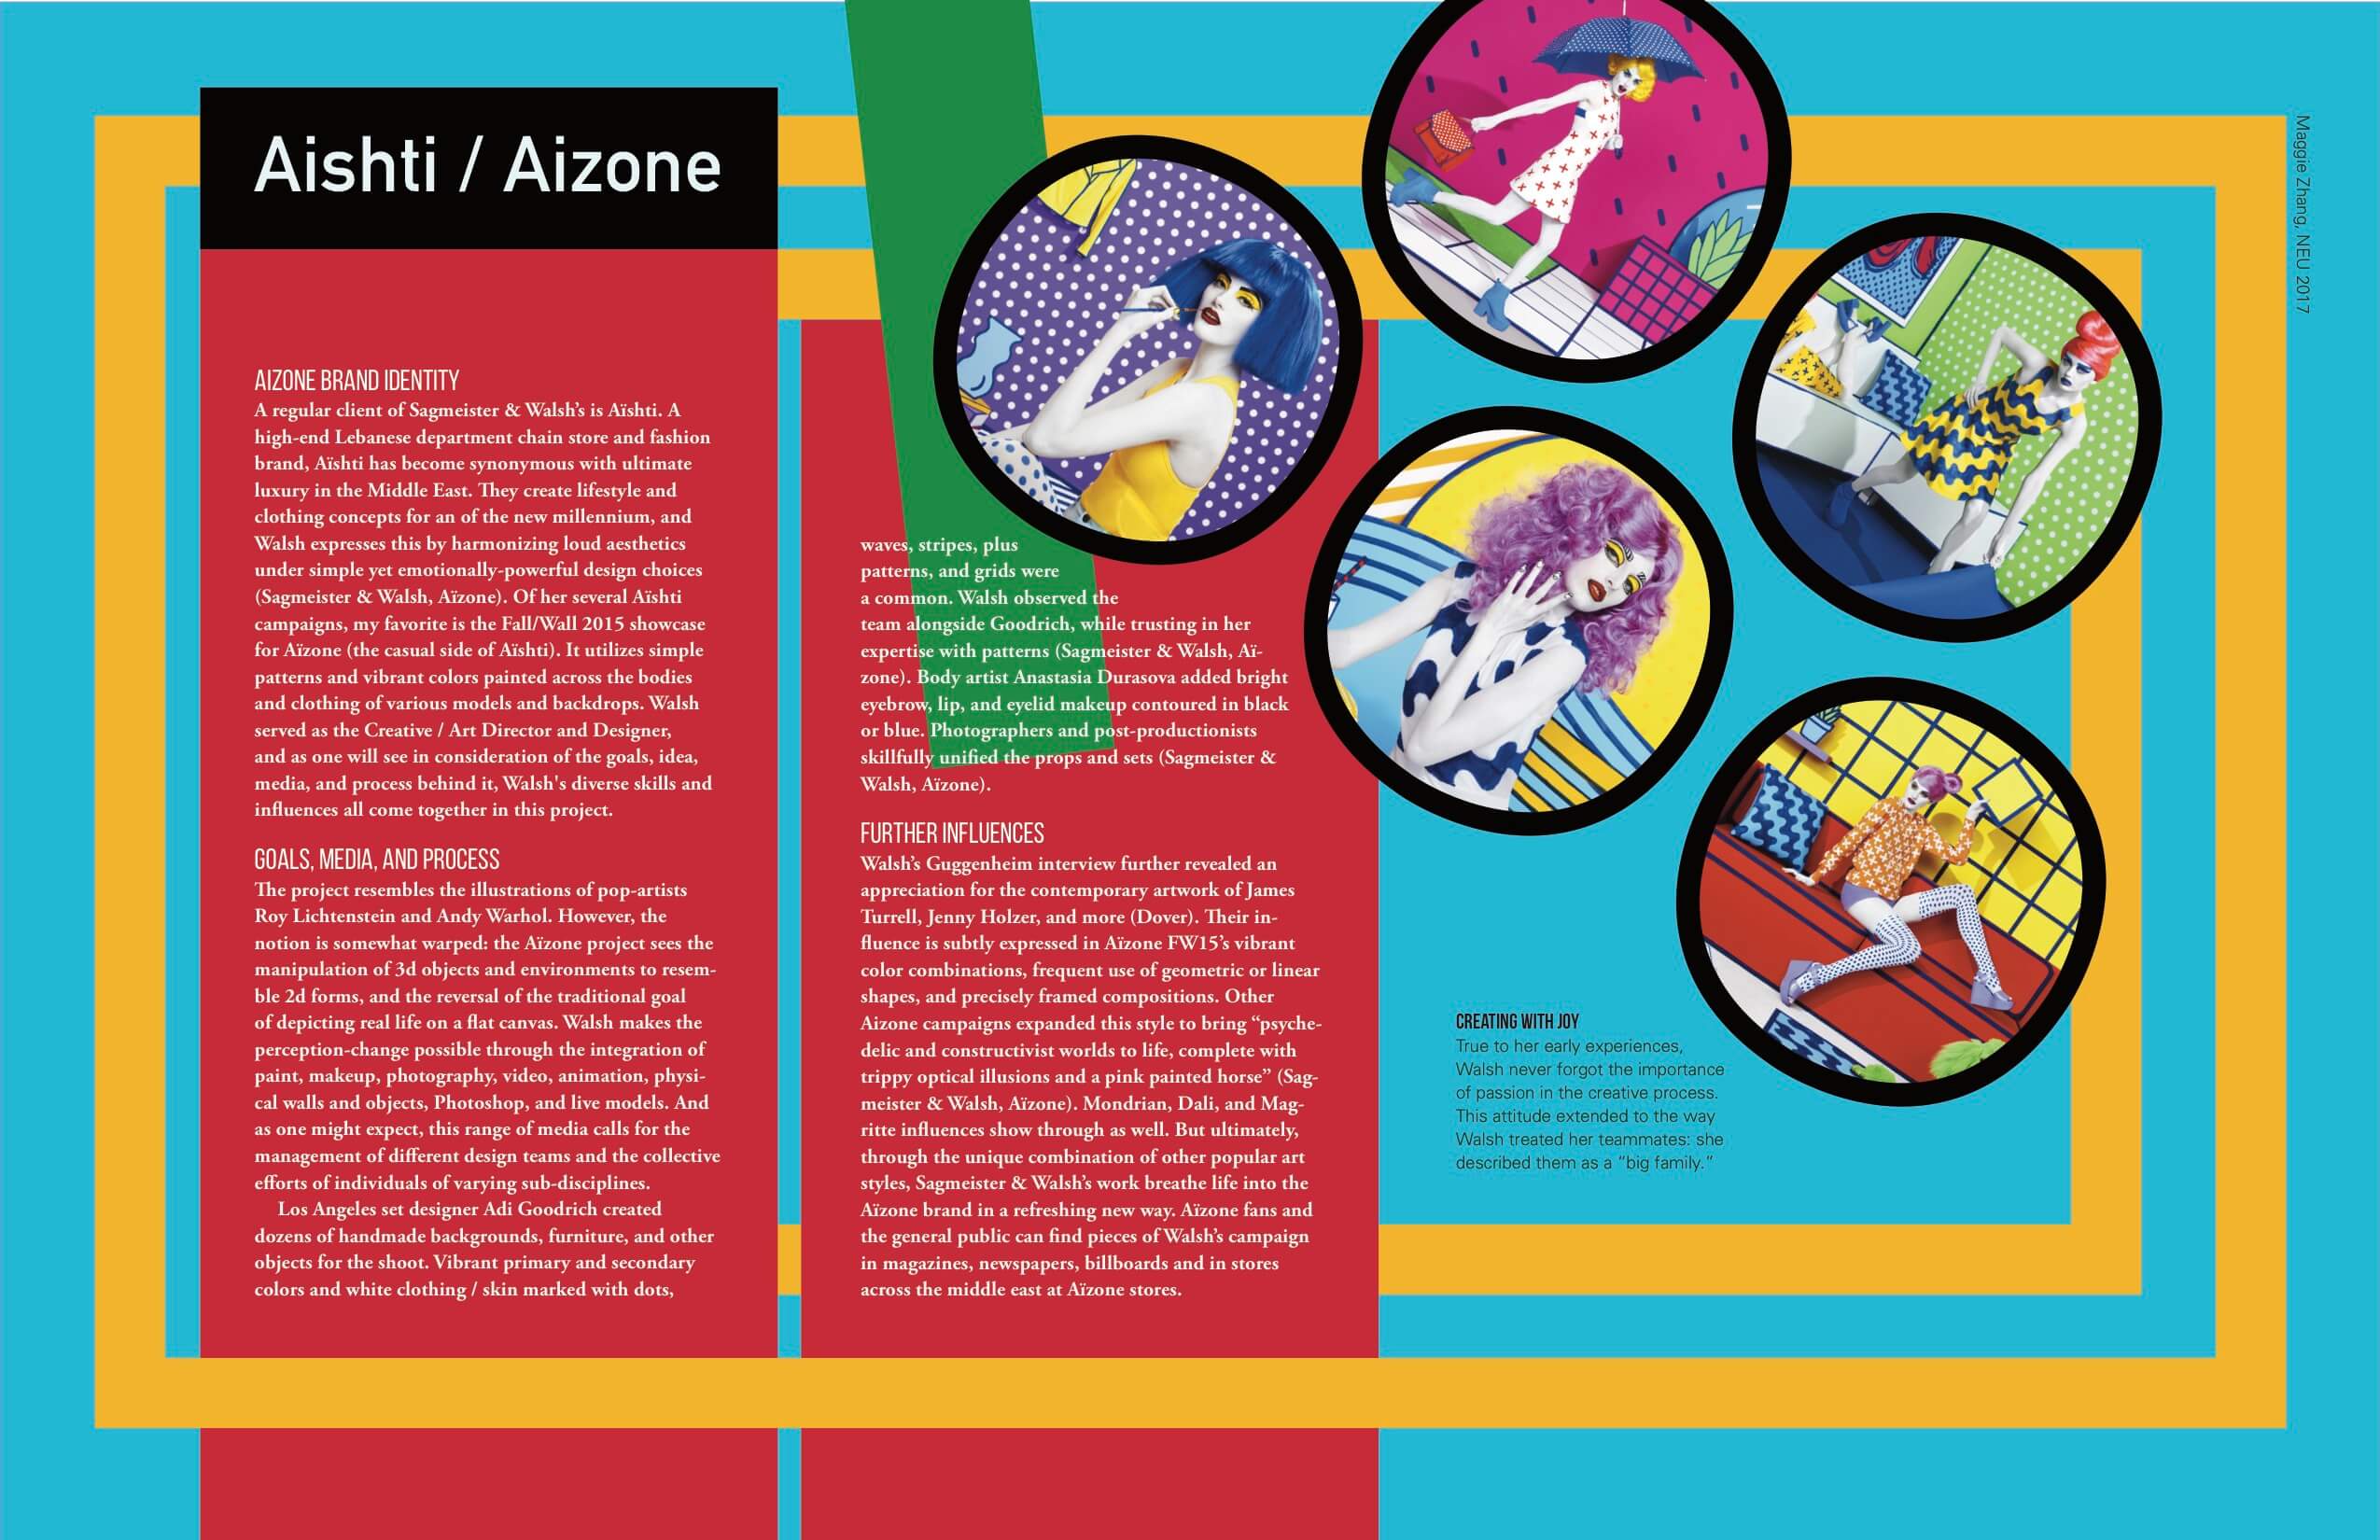 Aishti / Aizone
AIZONE BRAND IDENTITY
A regular client of Sagmeister & Walsh’s is Aïshti. A
high-end Lebanese department chain store and fashion
brand, Aïshti has become synonymous with ultimate
luxury in the Middle East. They create lifestyle and
clothing concepts for an of the new millennium, and
Walsh expresses this by harmonizing loud aesthetics
under simple yet emotionally-powerful design choices
(Sagmeister & Walsh, Aïzone). Of her several Aïshti
campaigns, my favorite is the Fall/Wall 2015 showcase
for Aïzone (the casual side of Aïshti). It utilizes simple
patterns and vibrant colors painted across the bodies
and clothing of various models and backdrops. Walsh
served as the Creative / Art Director and Designer,
and as one will see in consideration of the goals, idea,
media, and process behind it, Walsh's diverse skills and
influences all come together in this project.
GOALS, MEDIA, AND PROCESS
The project resembles the illustrations of pop-artists
Roy Lichtenstein and Andy Warhol. However, the
notion is somewhat warped: the Aïzone project sees the
manipulation of 3d objects and environments to resem-
ble 2d forms, and the reversal of the traditional goal
of depicting real life on a flat canvas. Walsh makes the
perception-change possible through the integration of
paint, makeup, photography, video, animation, physi-
cal walls and objects, Photoshop, and live models. And
as one might expect, this range of media calls for the
management of different design teams and the collective
efforts of individuals of varying sub-disciplines.
Los Angeles set designer Adi Goodrich created
dozens of handmade backgrounds, furniture, and other
objects for the shoot. Vibrant primary and secondary
colors and white clothing / skin marked with dots,
waves, stripes, plus
patterns, and grids were
a common. Walsh observed the
team alongside Goodrich, while trusting in her
expertise with patterns (Sagmeister & Walsh, Aï-
zone). Body artist Anastasia Durasova added bright
eyebrow, lip, and eyelid makeup contoured in black
or blue. Photographers and post-productionists
skillfully unified the props and sets (Sagmeister &
Walsh, Aïzone).
FURTHER INFLUENCES
Walsh’s Guggenheim interview further revealed an
appreciation for the contemporary artwork of James
Turrell, Jenny Holzer, and more (Dover). Their in-
fluence is subtly expressed in Aïzone FW15’s vibrant
color combinations, frequent use of geometric or linear
shapes, and precisely framed compositions. Other
Aizone campaigns expanded this style to bring “psyche-
delic and constructivist worlds to life, complete with
trippy optical illusions and a pink painted horse” (Sag-
meister & Walsh, Aïzone). Mondrian, Dali, and Mag-
ritte influences show through as well. But ultimately,
through the unique combination of other popular art
styles, Sagmeister & Walsh’s work breathe life into the
Aïzone brand in a refreshing new way. Aïzone fans and
the general public can find pieces of Walsh’s campaign
in magazines, newspapers, billboards and in stores
across the middle east at Aïzone stores.
CREATING WITH JOY
True to her early experiences,
Walsh never forgot the importance
of passion in the creative process.
This attitude extended to the way
Walsh treated her teammates: she
described them as a “big family.”
Maggie Zhang, NEU 2017